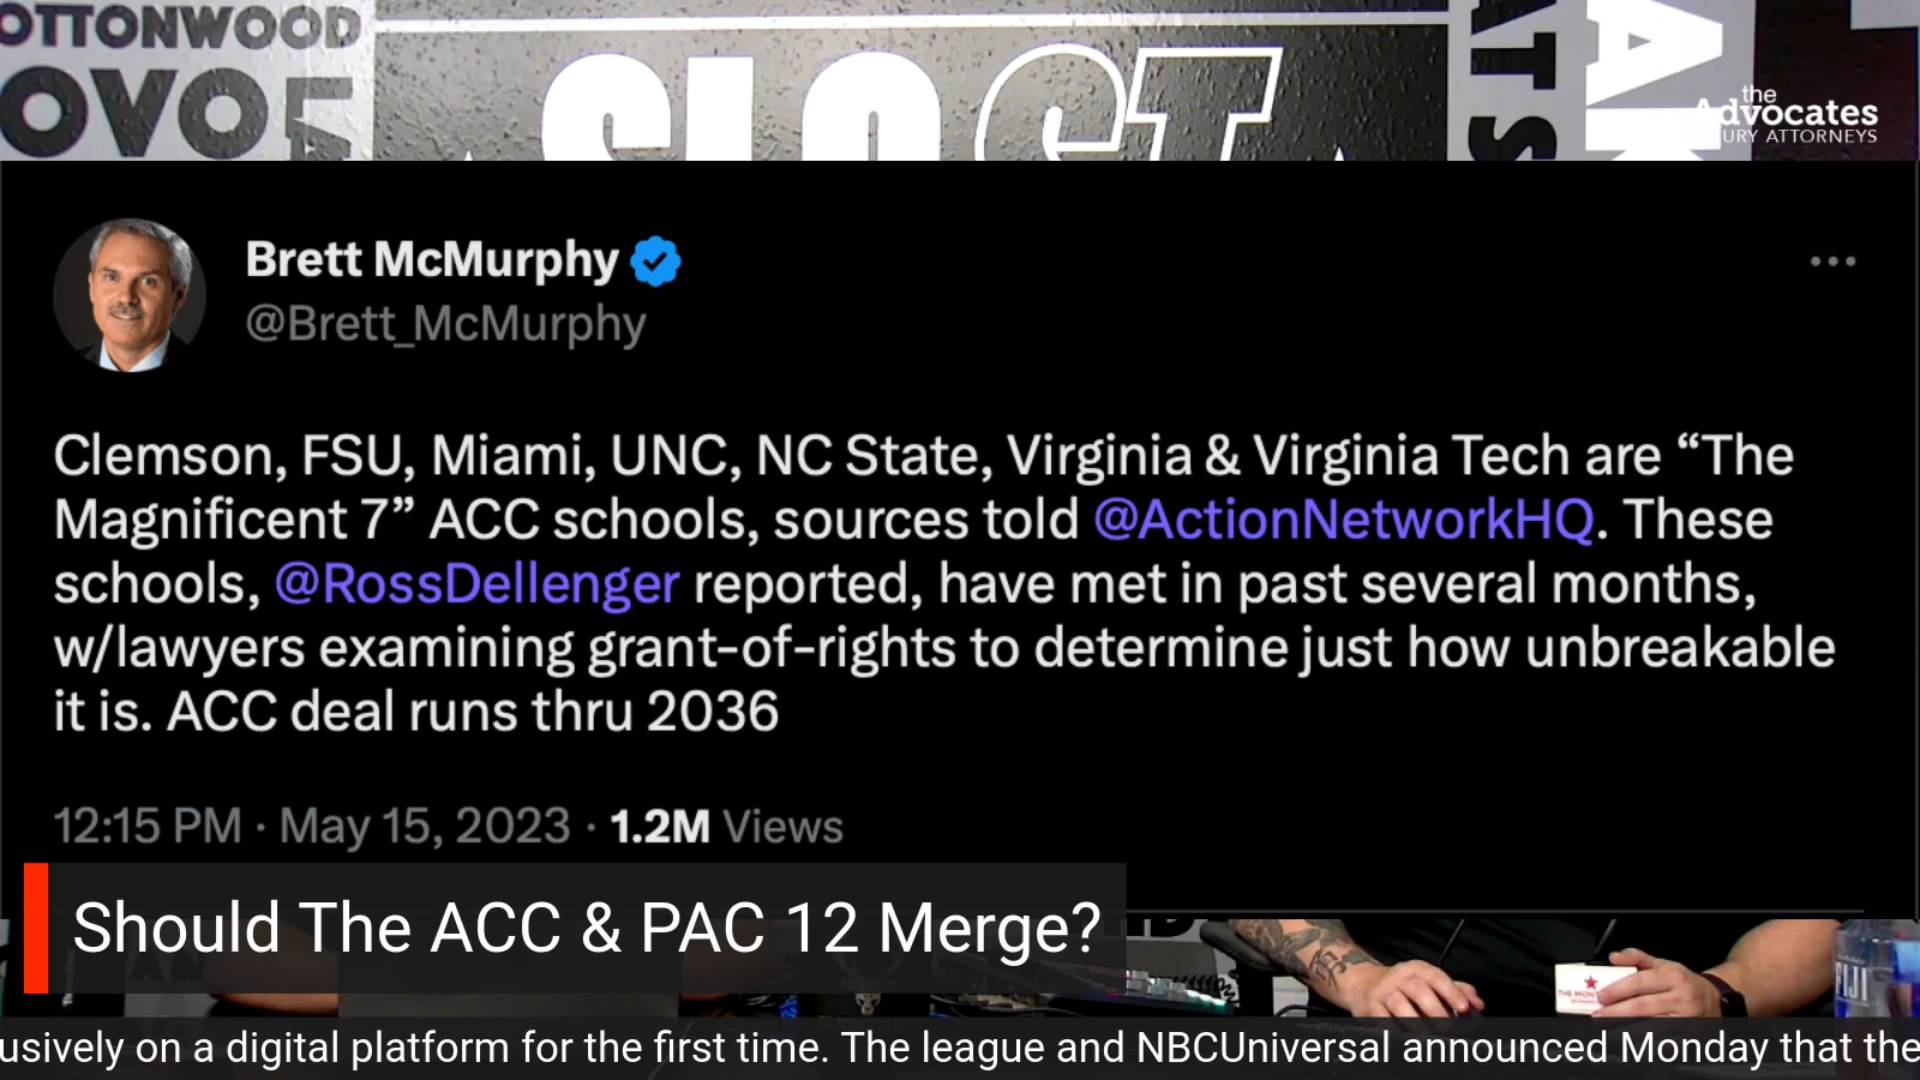 OTTONWOOD
OVO
the
Advocates
URY ATTORNEYS
Brett McMurphy
@Brett_McMurphy
Clemson, FSU, Miami, UNC, NC State, Virginia & Virginia Tech are “The
Magnificent 7” ACC schools, sources told @ActionNetworkHQ. These
schools, @RossDellenger reported, have met in past several months,
w/lawyers examining grant-of-rights to determine just how unbreakable
it is. ACC deal runs thru 2036
12:15 PM · May 15, 2023 · 1.2M Views
Should The ACC & PAC 12 Merge?
FIJI
usively on a digital platform for the first time. The league and NBCUniversal announced Monday that the